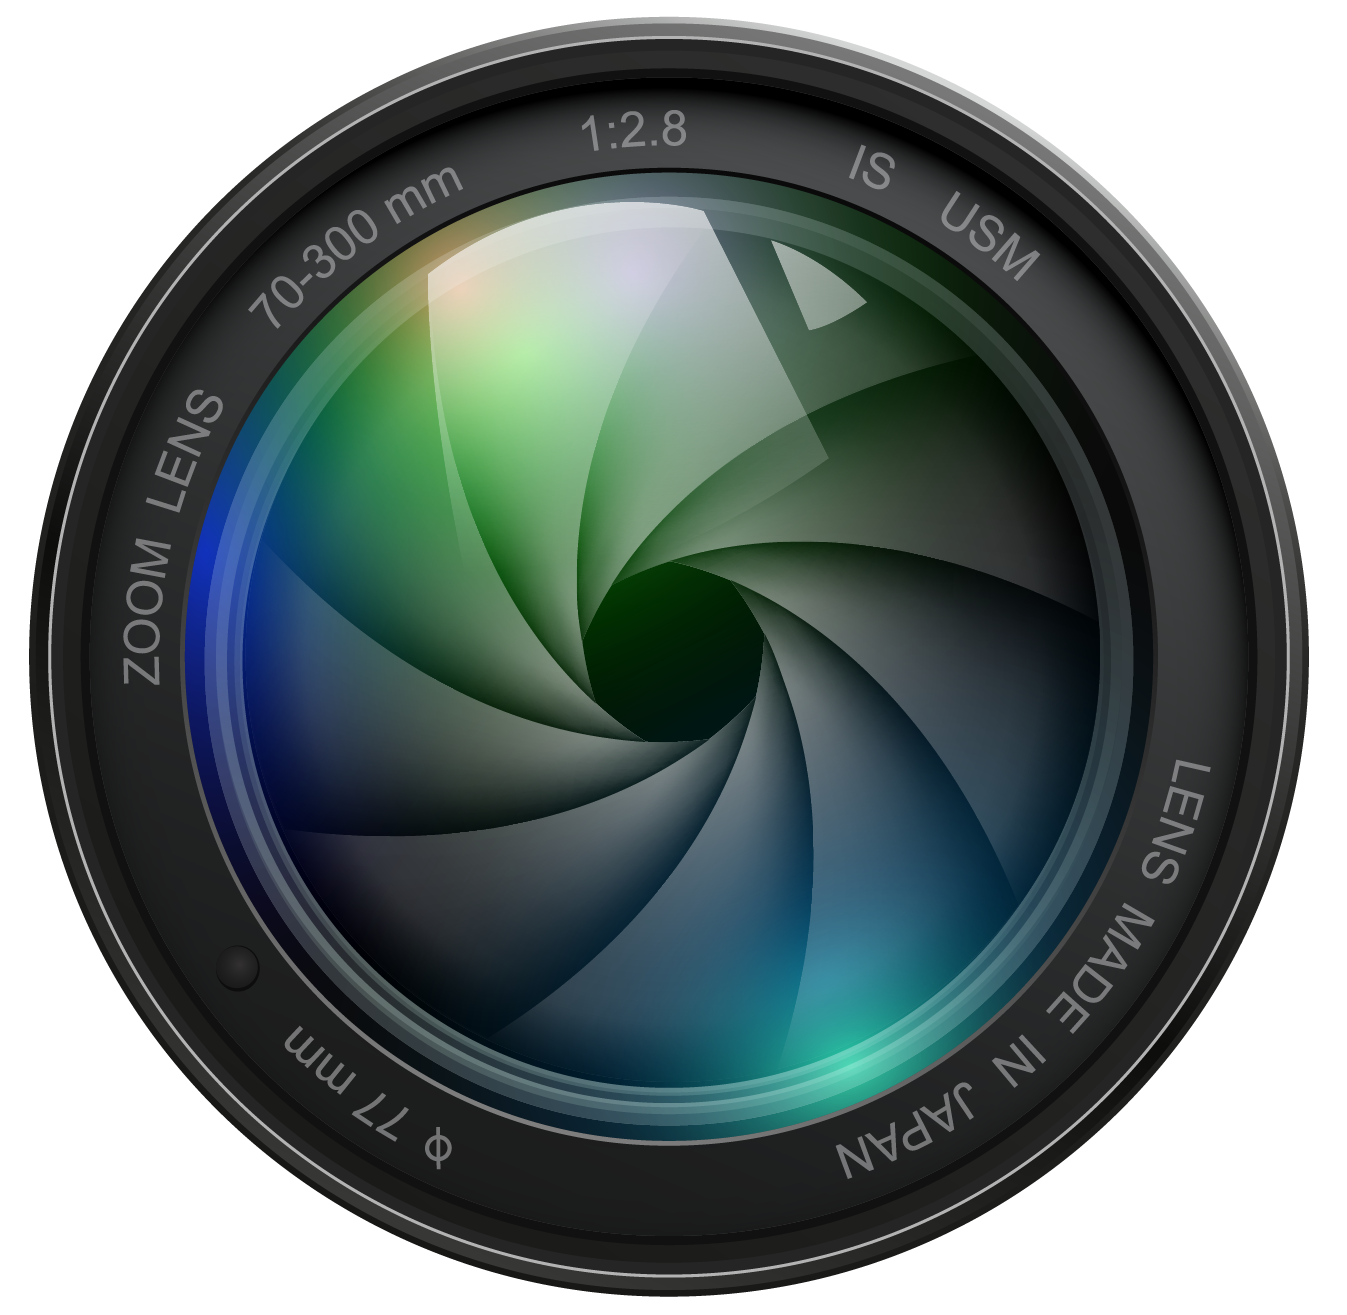 ZOOM LENS
70-300 mm
1:2.8
IS USM
LENS MADE IN JAPAN
ϕ 77 mm